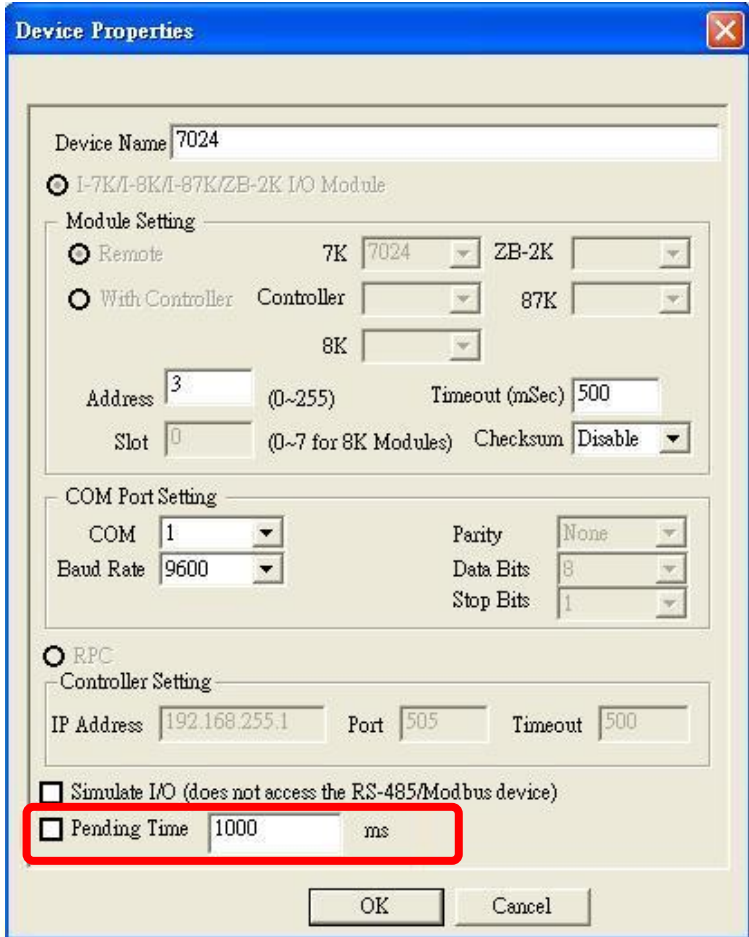 Device Properties
Device Name 7024
I-7K/I-8K/I-87K/ZB-2K I/O Module
Module Setting
Remote 7K 7024 ZB-2K
With Controller Controller 87K
8K
Address 3 (0~255) Timeout (mSec) 500
Slot 0 (0~7 for 8K Modules) Checksum Disable
COM Port Setting
COM 1 Parity None
Baud Rate 9600 Data Bits 8
Stop Bits 1
RPC
Controller Setting
IP Address 192.168.255.1 Port 505 Timeout 500
Simulate I/O (does not access the RS-485/Modbus device)
Pending Time 1000 ms
OK Cancel